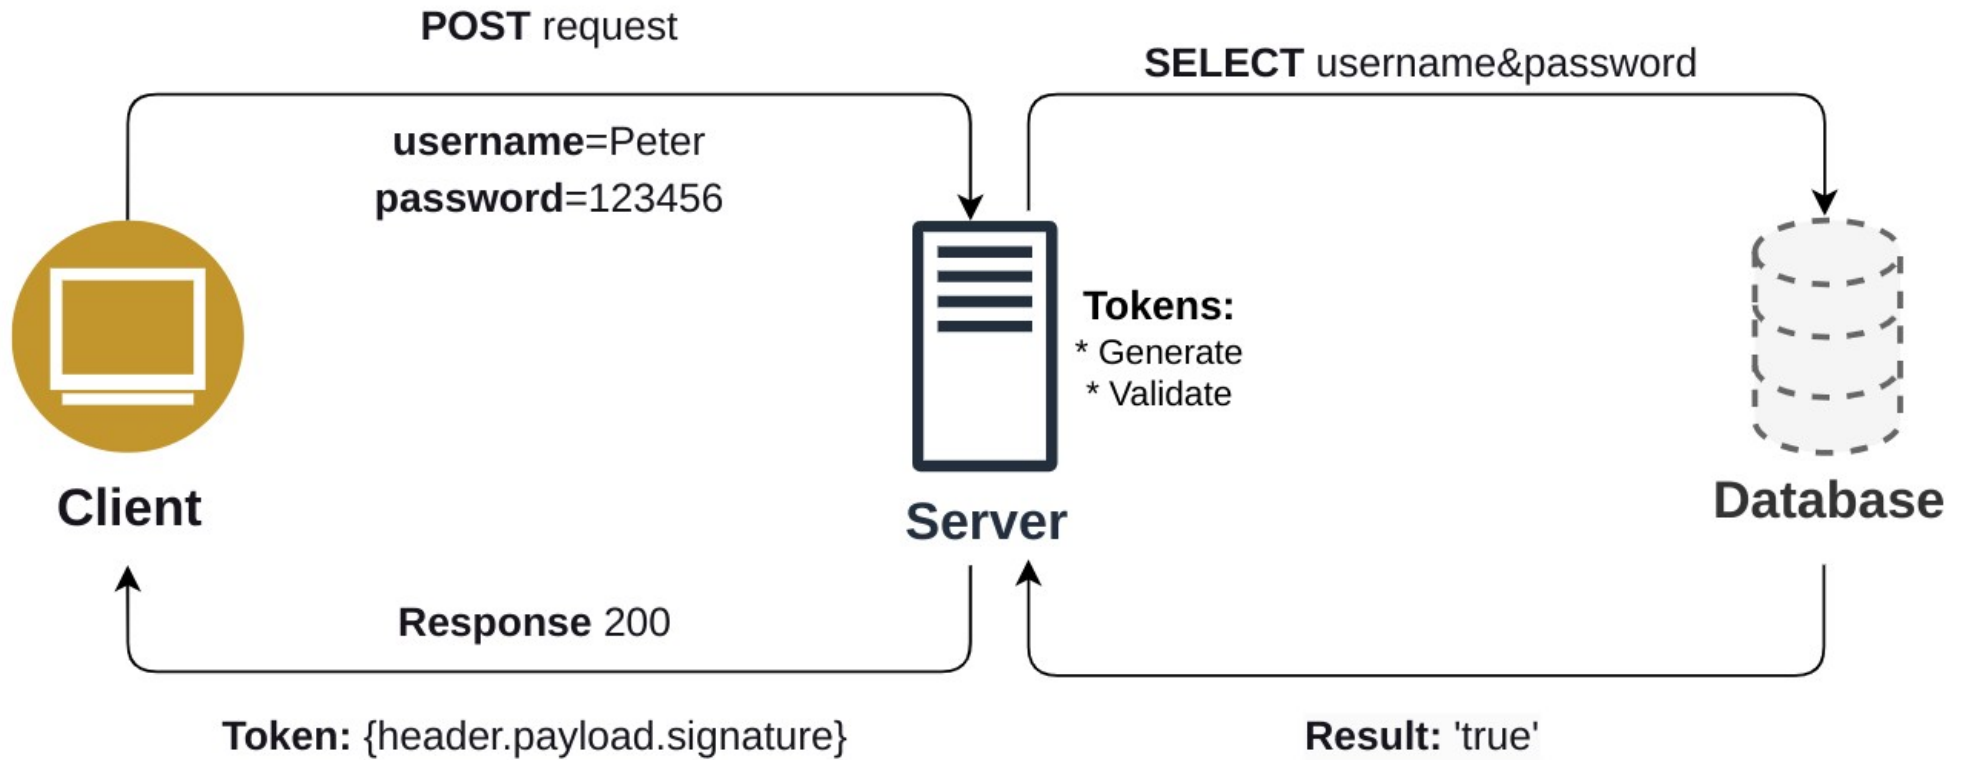 POST request
SELECT username&password
username=Peter
password=123456
Tokens:
* Generate
* Validate
Client
Server
Database
Response 200
Token: {header.payload.signature}
Result: 'true'